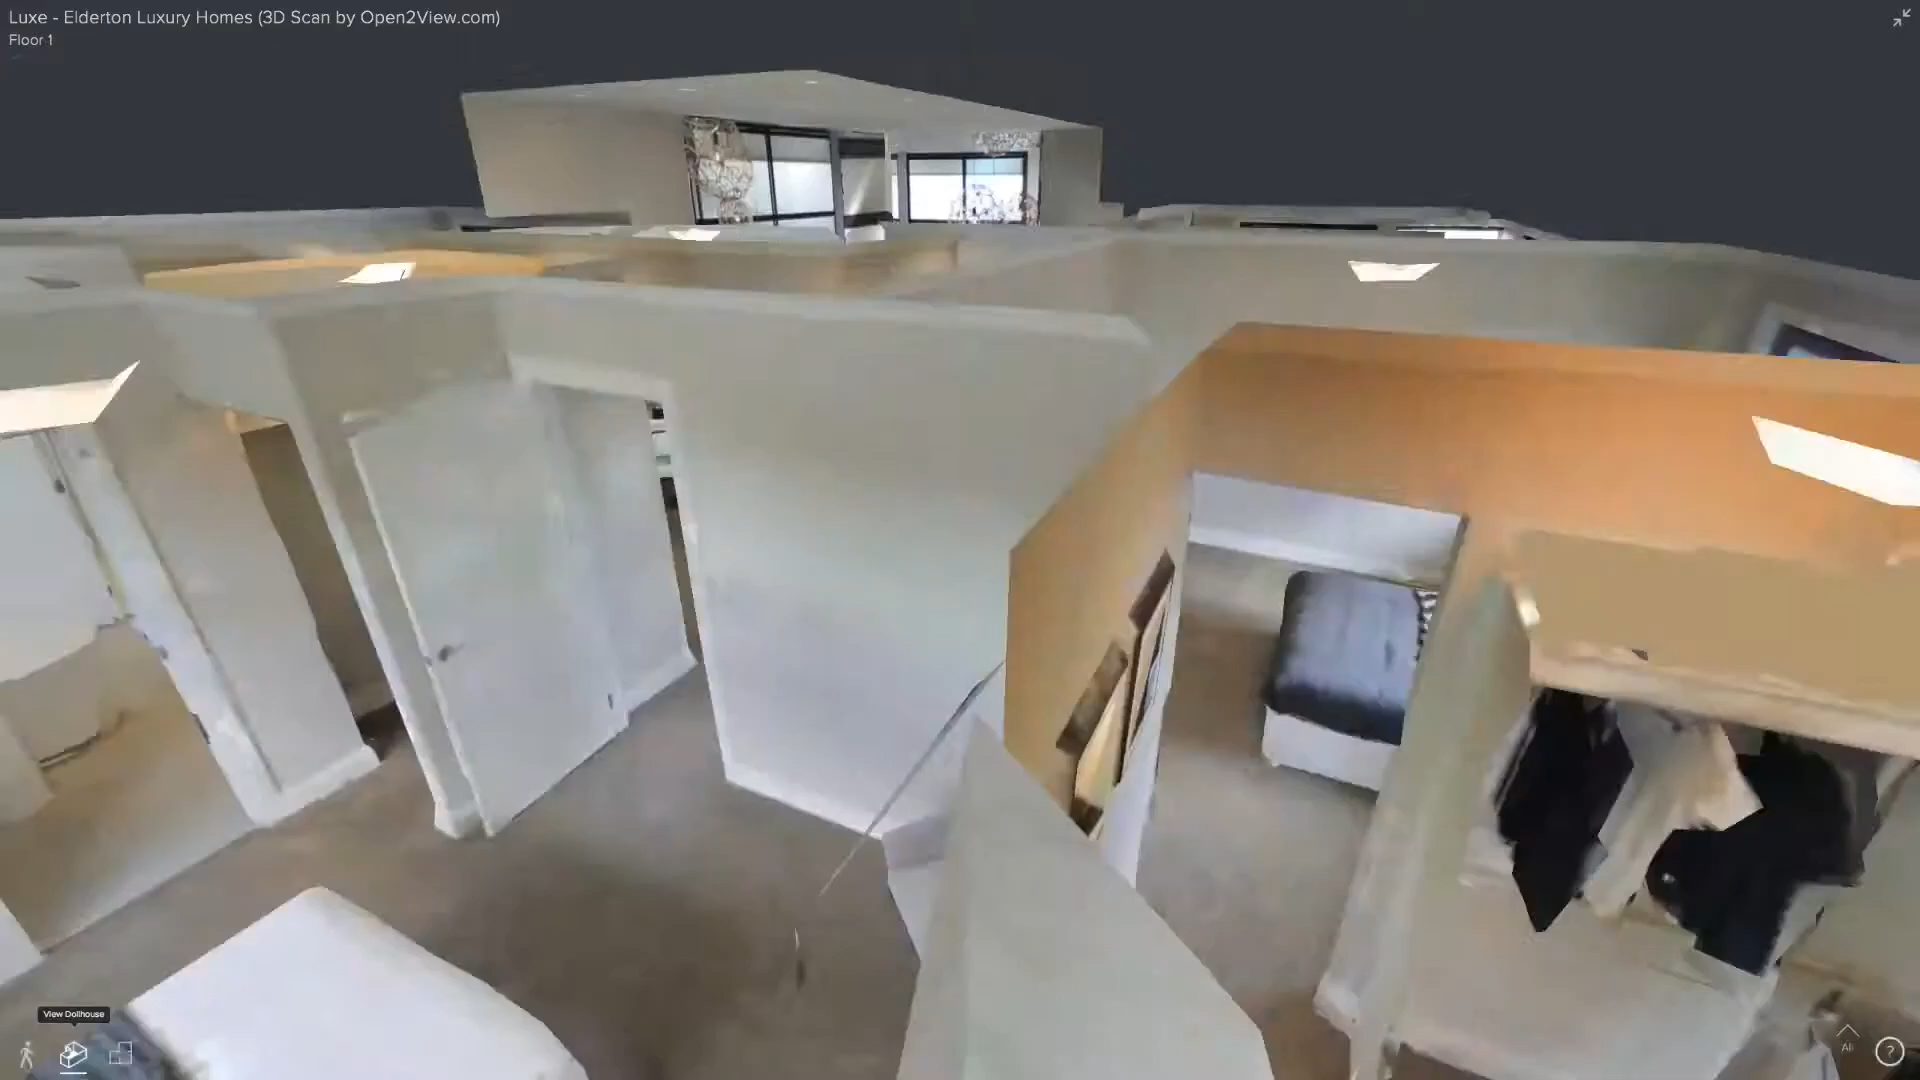 Luxe - Elderton Luxury Homes (3D Scan by Open2View.com)
Floor 1
View Dollhouse
All
?